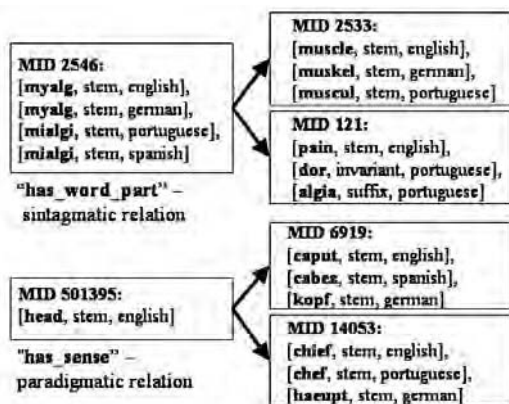 MID 2546:
[myalg, stem, english],
[myalg, stem, german],
[mialgi, stem, portuguese],
[mialgi, stem, spanish]
"has_word_part" –
sintagmatic relation
MID 2533:
[muscle, stem, english],
[muskel, stem, german],
[muscul, stem, portuguese]
MID 121:
[pain, stem, english],
[dor, invariant, portuguese],
[algia, suffix, portuguese]
MID 501395:
[head, stem, english]
"has_sense" –
paradigmatic relation
MID 6919:
[caput, stem, english],
[cabez, stem, spanish],
[kopf, stem, german]
MID 14053:
[chief, stem, english],
[chef, stem, portuguese],
[haeupt, stem, german]